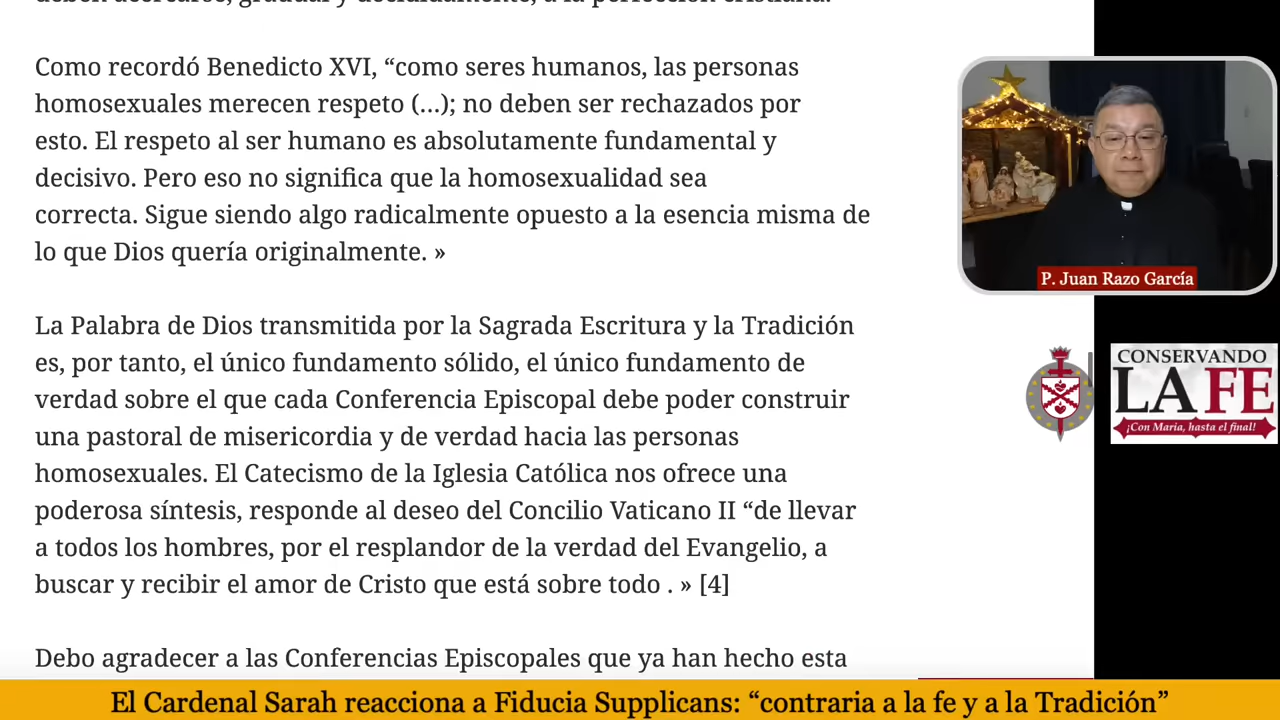 deben acercarse, gradual y decididamente, a la perfección cristiana.
Como recordó Benedicto XVI, “como seres humanos, las personas
homosexuales merecen respeto (…); no deben ser rechazados por
esto. El respeto al ser humano es absolutamente fundamental y
decisivo. Pero eso no significa que la homosexualidad sea
correcta. Sigue siendo algo radicalmente opuesto a la esencia misma de
lo que Dios quería originalmente. »
La Palabra de Dios transmitida por la Sagrada Escritura y la Tradición
es, por tanto, el único fundamento sólido, el único fundamento de
verdad sobre el que cada Conferencia Episcopal debe poder construir
una pastoral de misericordia y de verdad hacia las personas
homosexuales. El Catecismo de la Iglesia Católica nos ofrece una
poderosa síntesis, responde al deseo del Concilio Vaticano II “de llevar
a todos los hombres, por el resplandor de la verdad del Evangelio, a
buscar y recibir el amor de Cristo que está sobre todo . » [4]
Debo agradecer a las Conferencias Episcopales que ya han hecho esta
P. Juan Razo García
CONSERVANDO
LA FE
¡Con Maria, hasta el final!
El Cardenal Sarah reacciona a Fiducia Supplicans: “contraria a la fe y a la Tradición”